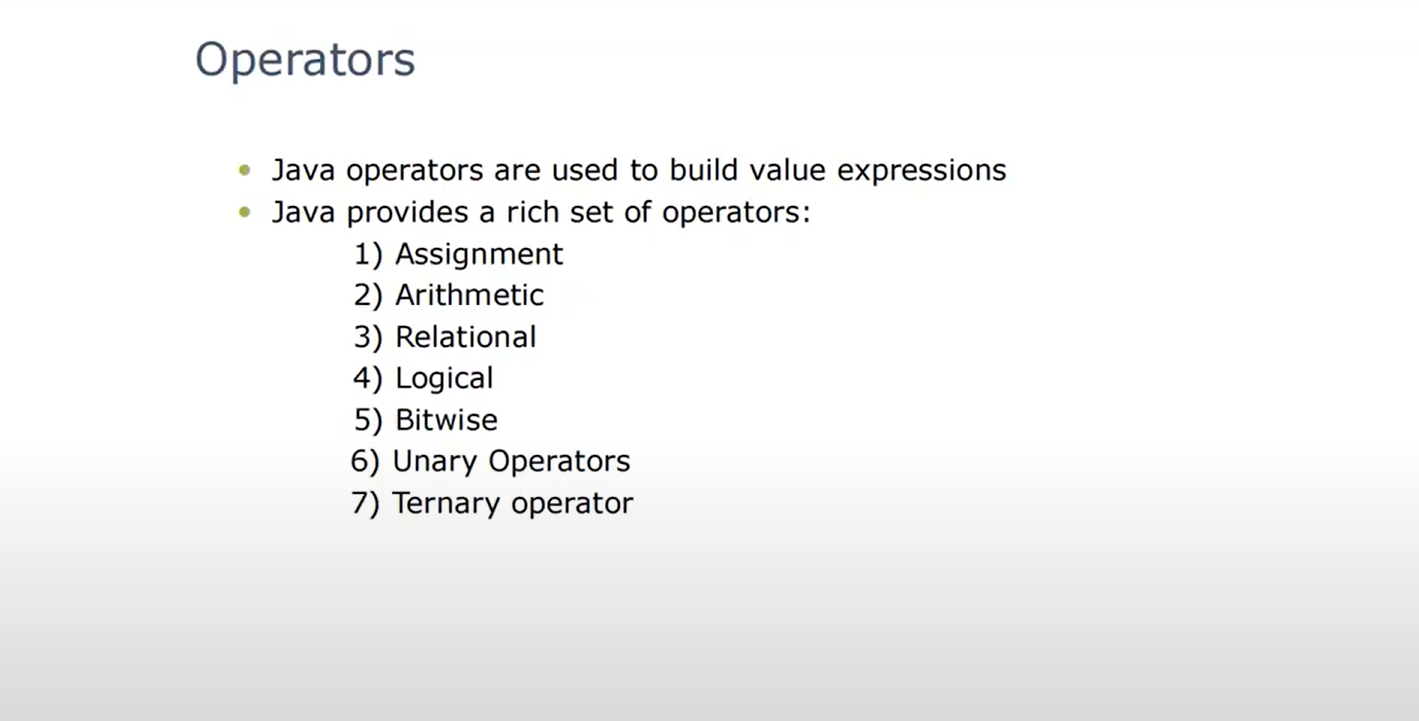 Operators
• Java operators are used to build value expressions
• Java provides a rich set of operators:
1) Assignment
2) Arithmetic
3) Relational
4) Logical
5) Bitwise
6) Unary Operators
7) Ternary operator